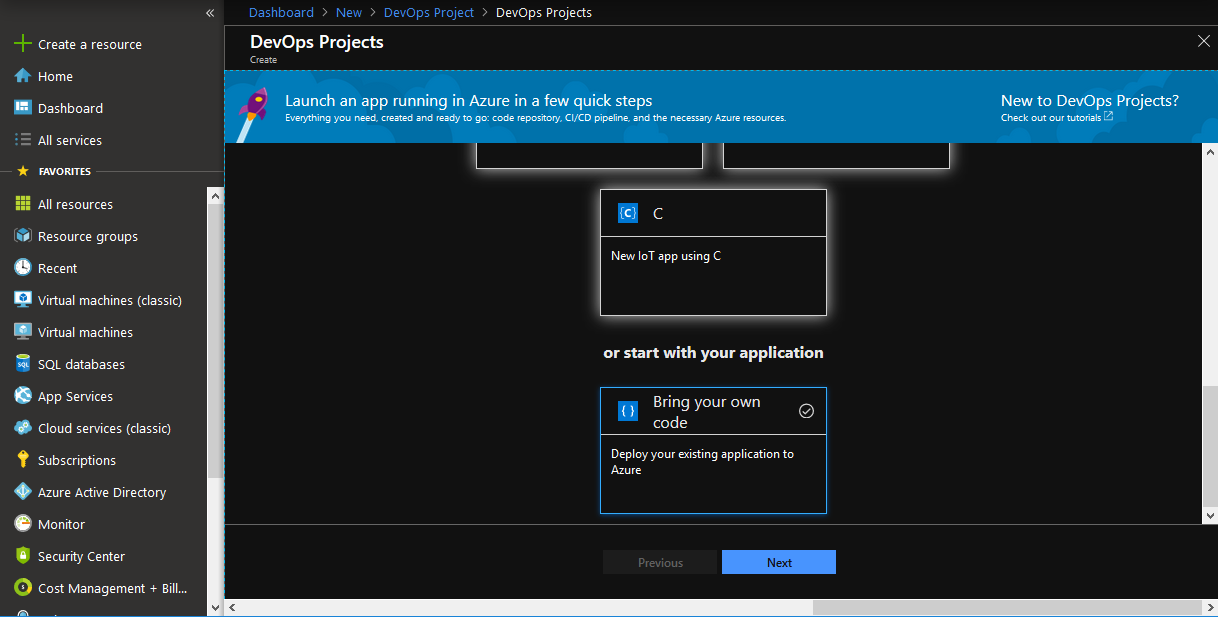 Dashboard > New > DevOps Project > DevOps Projects
«
Create a resource
Home
Dashboard
All services
FAVORITES
All resources
Resource groups
Recent
Virtual machines (classic)
Virtual machines
SQL databases
App Services
Cloud services (classic)
Subscriptions
Azure Active Directory
Monitor
Security Center
Cost Management + Bill...
DevOps Projects
Create
Launch an app running in Azure in a few quick steps
Everything you need, created and ready to go: code repository, CI/CD pipeline, and the necessary Azure resources.
New to DevOps Projects?
Check out our tutorials
{C} C
New IoT app using C
or start with your application
{ } Bring your own
code
Deploy your existing application to
Azure
Previous
Next